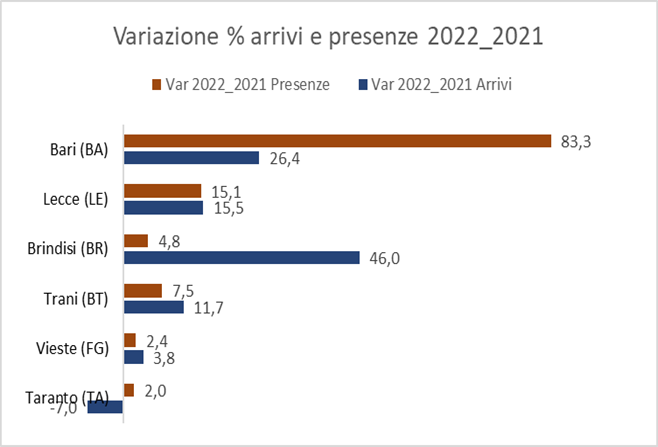 Variazione % arrivi e presenze 2022_2021
Var 2022_2021 Presenze Var 2022_2021 Arrivi
Bari (BA) 83,3
26,4
Lecce (LE) 15,1
15,5
Brindisi (BR) 4,8
46,0
Trani (BT) 7,5
11,7
Vieste (FG) 2,4
3,8
Taranto (TA) 2,0
-7,0